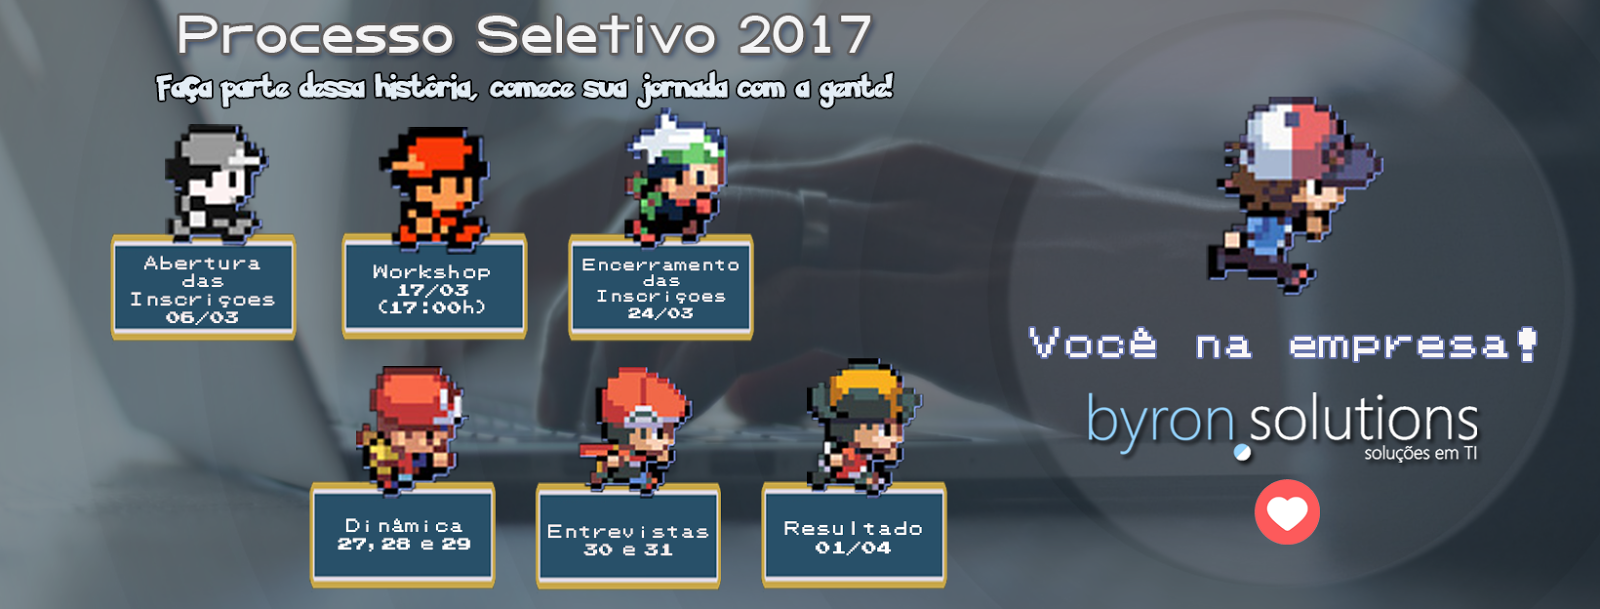 Processo Seletivo 2017
Faça parte dessa história, comece sua jornada com a gente!
Abertura
das
Inscriçoes
06/03
Workshop
17/03
(17:00h)
Encerramento
das
Inscriçoes
24/03
Dinâmica
27, 28 e 29
Entrevistas
30 e 31
Resultado
01/04
Você na empresa!
byron.solutions
soluções em TI